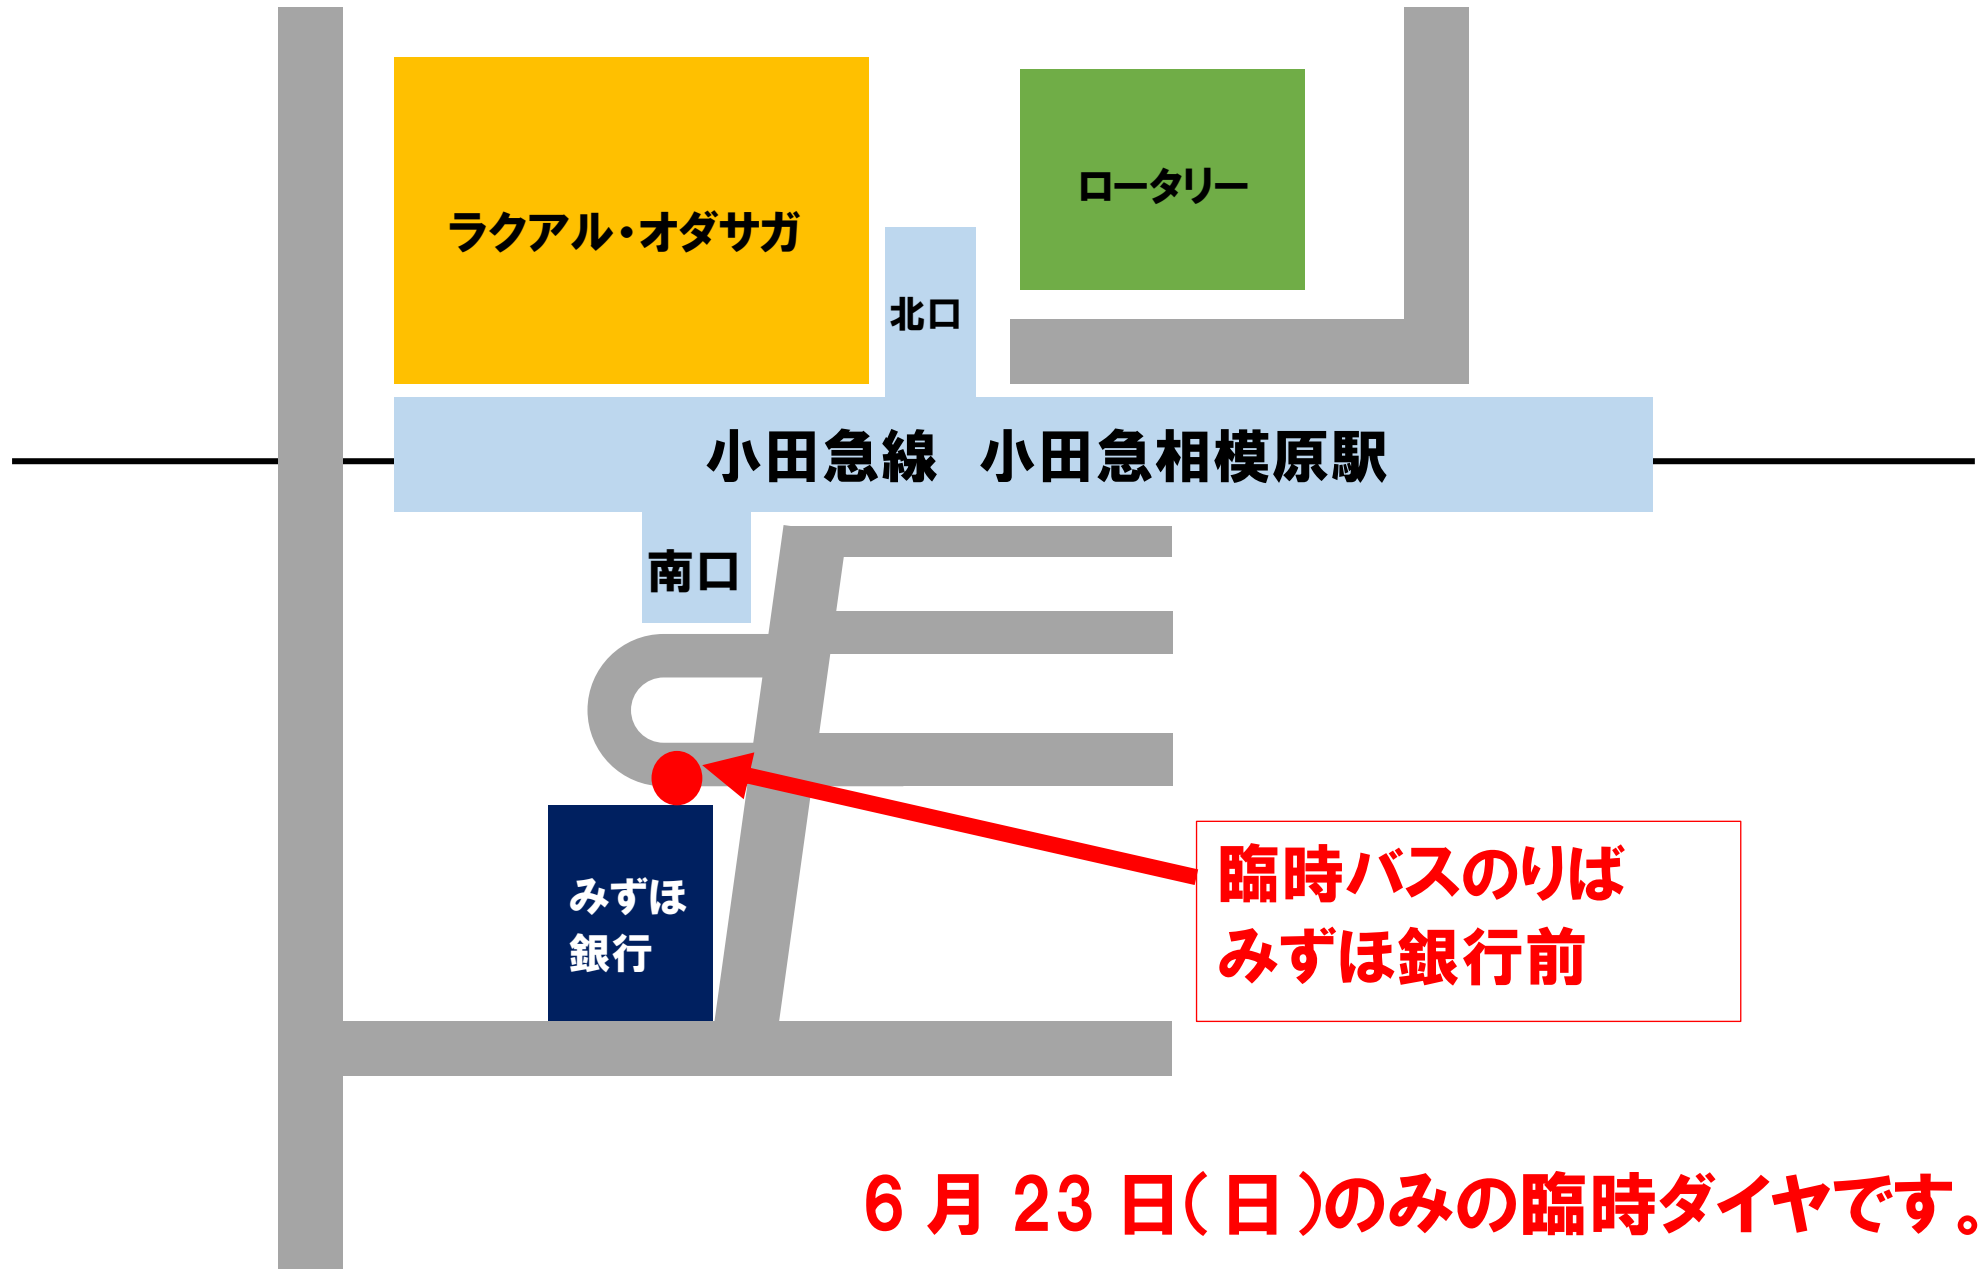 ラクアル・オダサガ
ロータリー
北口
小田急線　小田急相模原駅
南口
みずほ
銀行
臨時バスのりば
みずほ銀行前
6 月 23 日（日）のみの臨時ダイヤです。